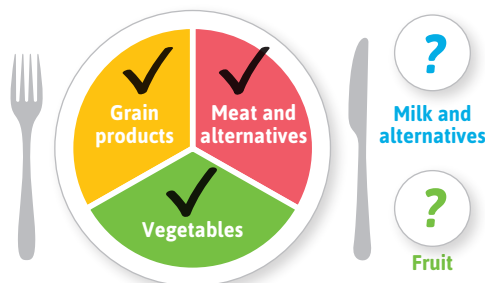 Grain
products
Meat and
alternatives
Vegetables
?
Milk and
alternatives
?
Fruit